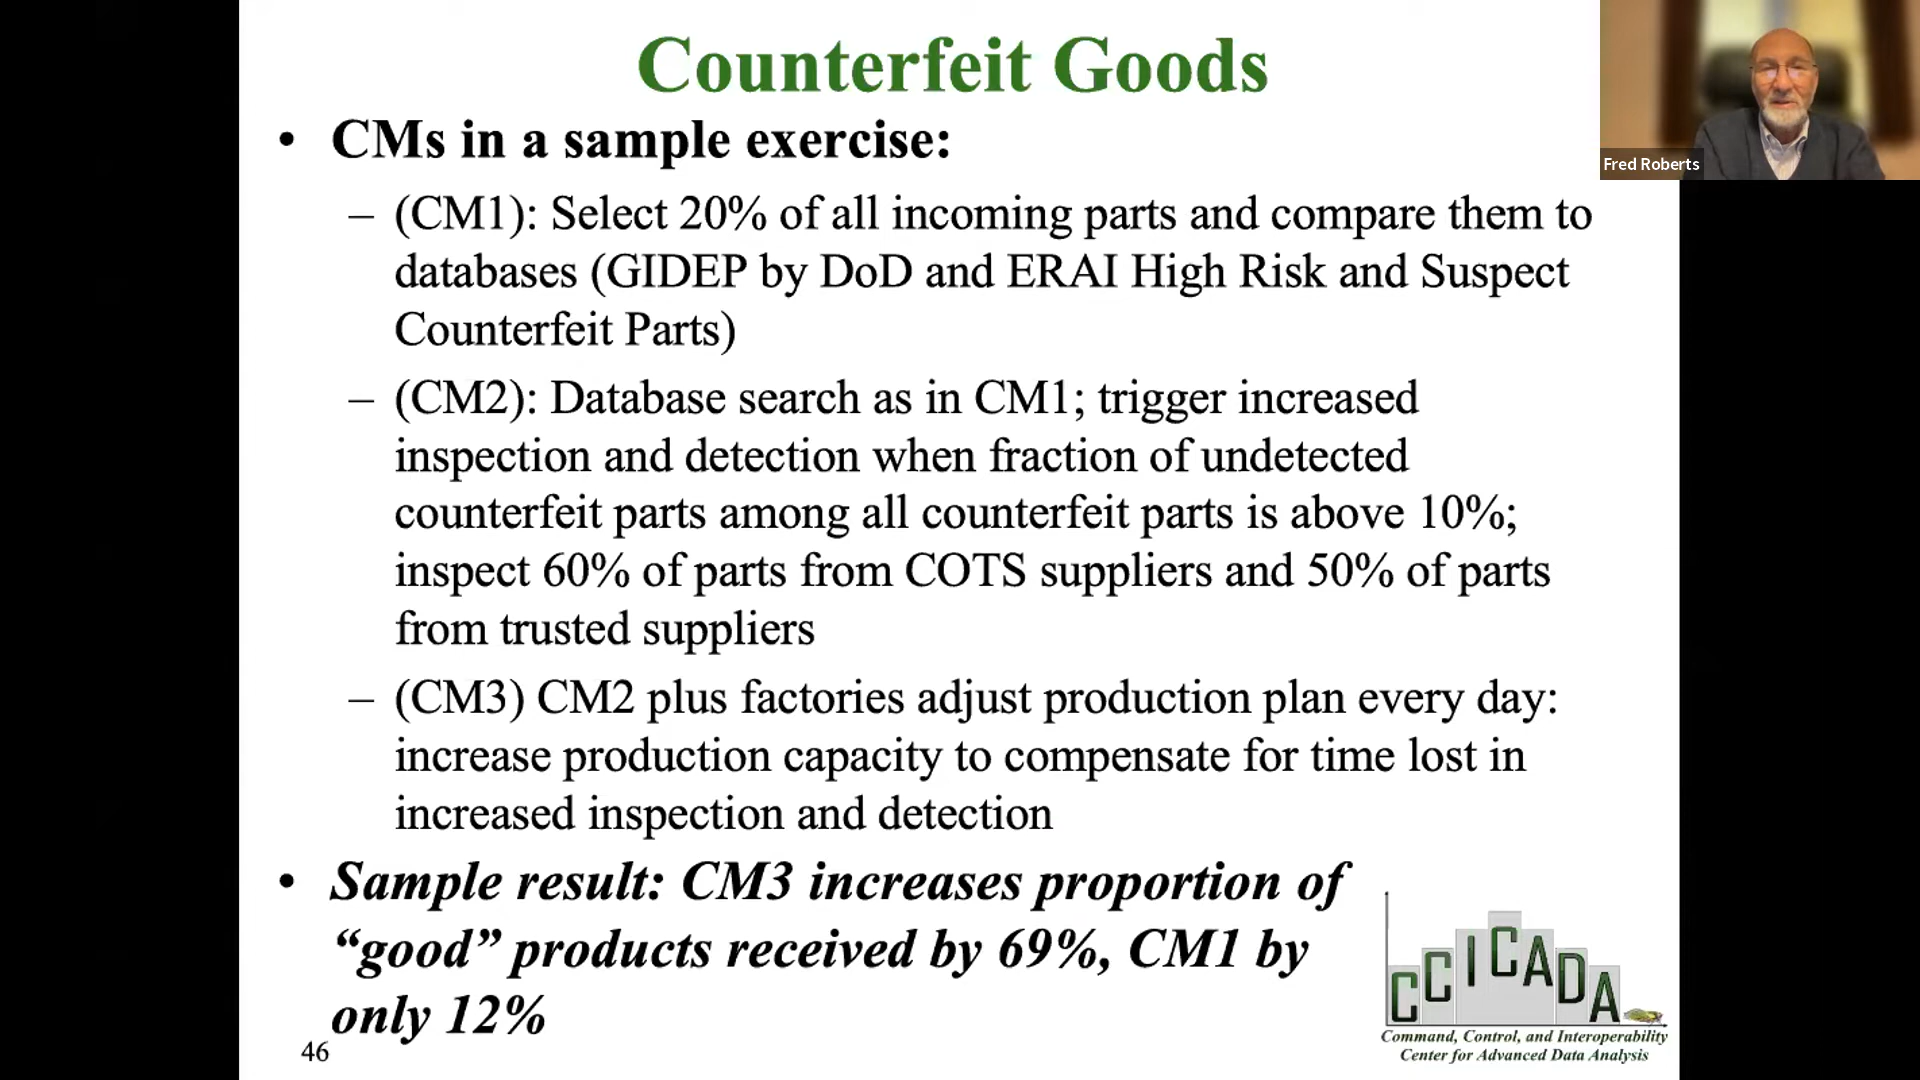 Counterfeit Goods
• CMs in a sample exercise:
– (CM1): Select 20% of all incoming parts and compare them to
databases (GIDEP by DoD and ERAI High Risk and Suspect
Counterfeit Parts)
– (CM2): Database search as in CM1; trigger increased
inspection and detection when fraction of undetected
counterfeit parts among all counterfeit parts is above 10%;
inspect 60% of parts from COTS suppliers and 50% of parts
from trusted suppliers
– (CM3) CM2 plus factories adjust production plan every day:
increase production capacity to compensate for time lost in
increased inspection and detection
• Sample result: CM3 increases proportion of
“good” products received by 69%, CM1 by
only 12%
46
CCICADA
Command, Control, and Interoperability
Center for Advanced Data Analysis
Fred Roberts